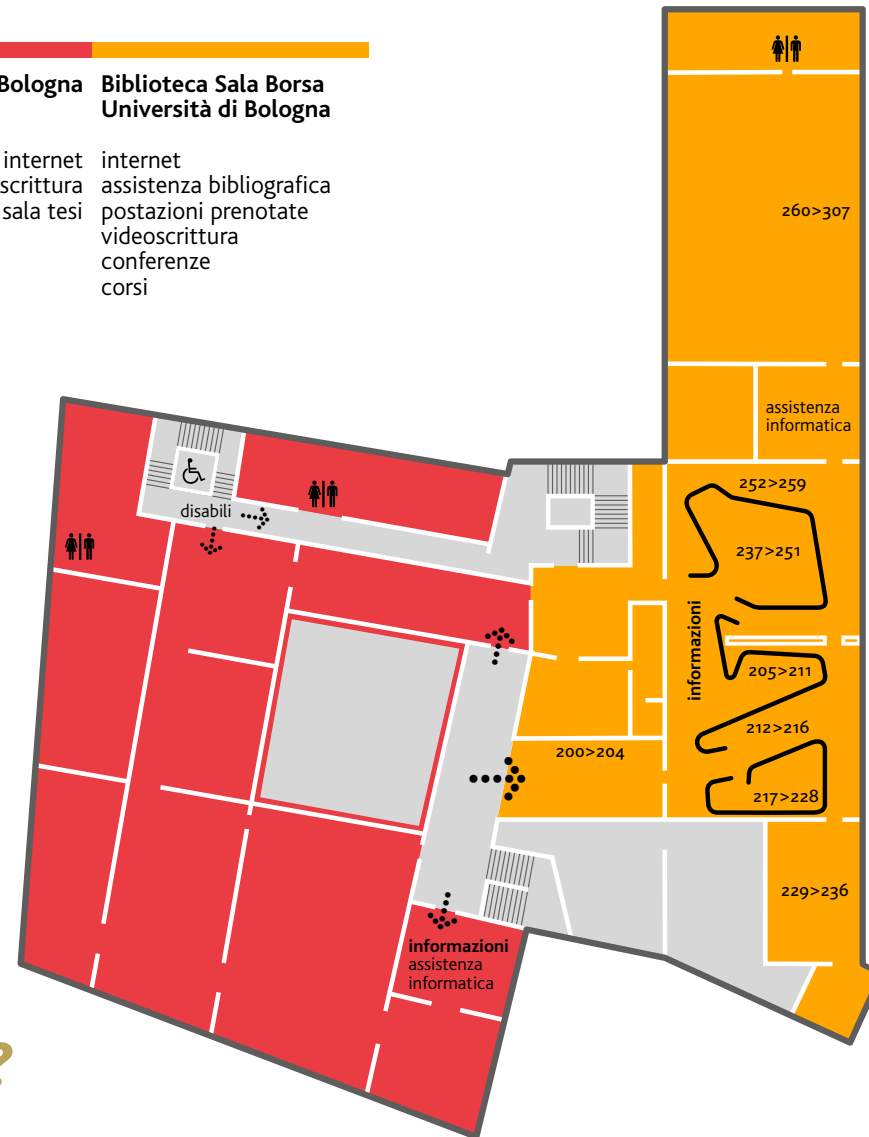 Bologna
internet
scrittura
sala tesi
Biblioteca Sala Borsa
Università di Bologna
internet
assistenza bibliografica
postazioni prenotate
videoscrittura
conferenze
corsi
260>307
assistenza
informatica
252>259
237>251
disabili
informazioni
205>211
212>216
200>204
217>228
229>236
informazioni
assistenza
informatica
?